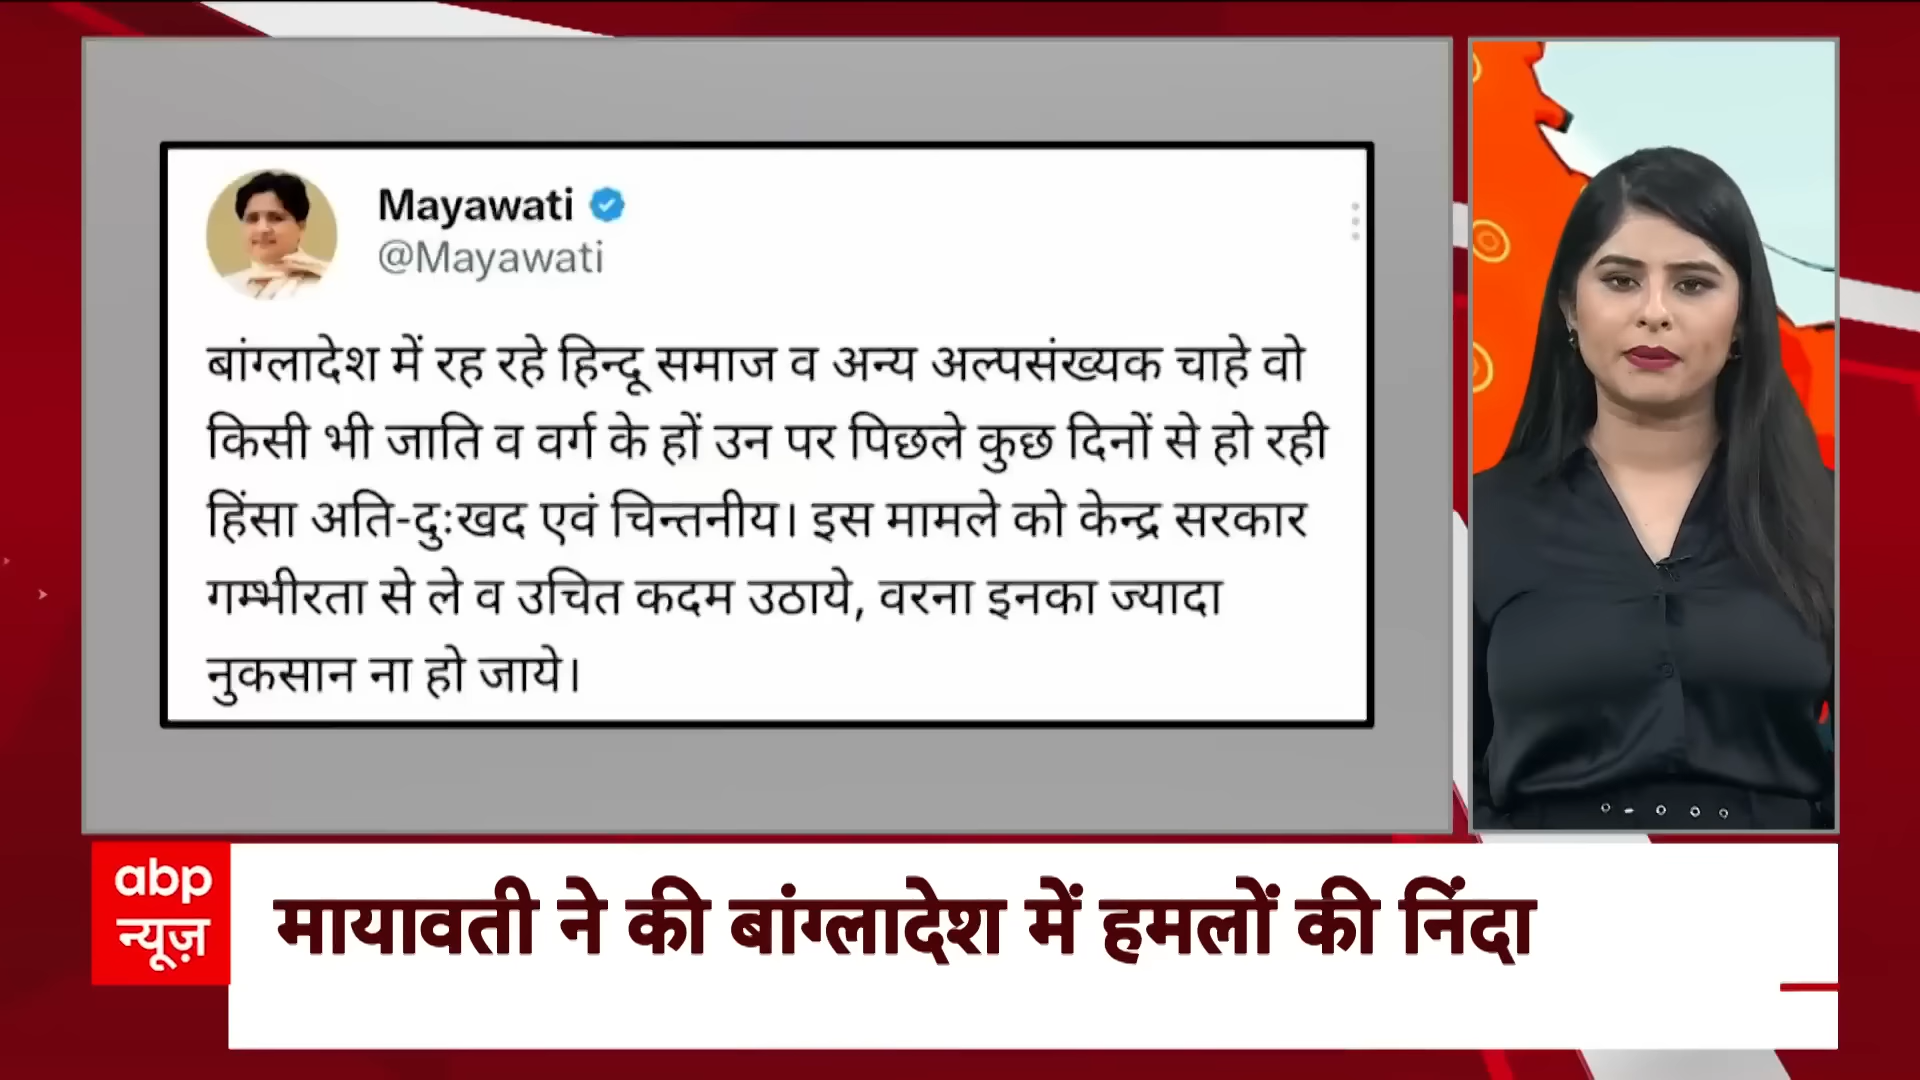 Mayawati
@Mayawati
बांग्लादेश में रह रहे हिन्दू समाज व अन्य अल्पसंख्यक चाहे वो
किसी भी जाति व वर्ग के हों उन पर पिछले कुछ दिनों से हो रही
हिंसा अति-दुःखद एवं चिन्तनीय। इस मामले को केन्द्र सरकार
गम्भीरता से ले व उचित कदम उठाये, वरना इनका ज्यादा
नुकसान ना हो जाये।
abp
न्यूज़
मायावती ने की बांग्लादेश में हमलों की निंदा